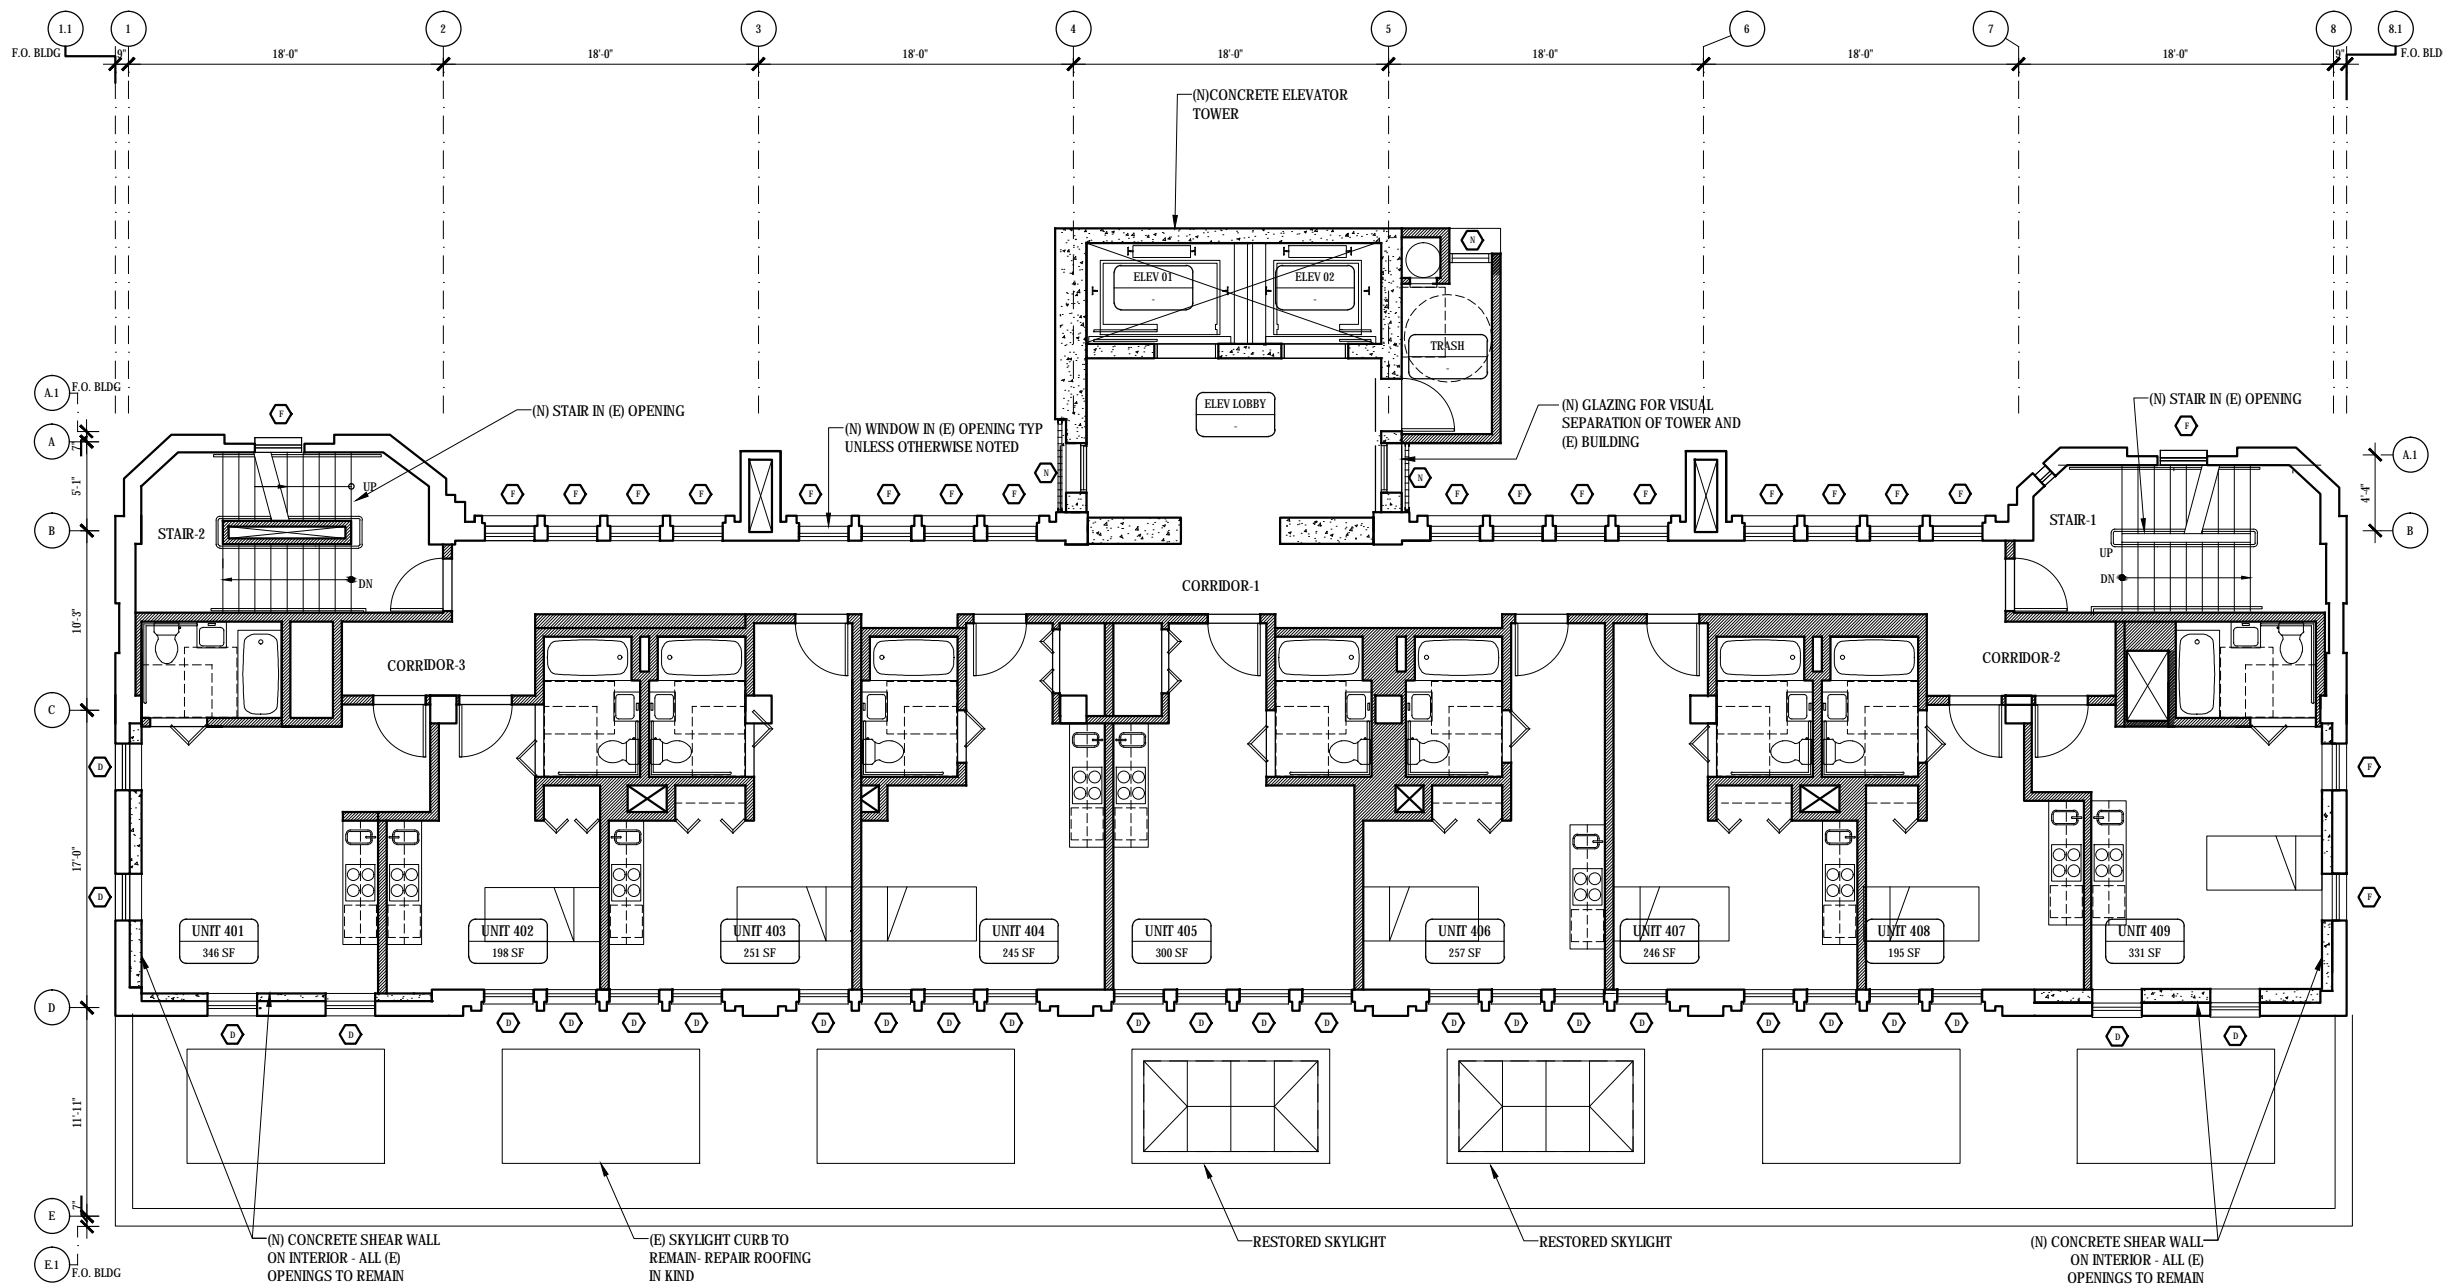 1.1 1 2 3 4 5 6 7 8 8.1
F.O. BLDG 9" 18'-0" 18'-0" 18'-0" 18'-0" 18'-0" 18'-0" 18'-0" 9" F.O. BLD
(N)CONCRETE ELEVATOR
TOWER
N
ELEV 01
-
ELEV 02
-
TRASH
-
ELEV LOBBY
-
A.1
F.O. BLDG
F
(N) STAIR IN (E) OPENING
(N) WINDOW IN (E) OPENING TYP
UNLESS OTHERWISE NOTED
(N) GLAZING FOR VISUAL
SEPARATION OF TOWER AND
(E) BUILDING
(N) STAIR IN (E) OPENING
F
A
7"
A.1
5'-1"
4'-4"
N N
UP
F F F F F F F F F F F F F F F F
B
STAIR-2
STAIR-1
B
UP
DN
DN
CORRIDOR-1
10'-3"
CORRIDOR-3
CORRIDOR-2
C
D F
17'-0"
D F
UNIT 401
346 SF
UNIT 402
198 SF
UNIT 403
251 SF
UNIT 404
245 SF
UNIT 405
300 SF
UNIT 406
257 SF
UNIT 407
246 SF
UNIT 408
195 SF
UNIT 409
331 SF
D
D D D D D D D D D D D D D D D D D D D D
11'-11"
7"
E
E.1
F.O. BLDG
(N) CONCRETE SHEAR WALL
ON INTERIOR - ALL (E)
OPENINGS TO REMAIN
(E) SKYLIGHT CURB TO
REMAIN- REPAIR ROOFING
IN KIND
RESTORED SKYLIGHT
RESTORED SKYLIGHT
(N) CONCRETE SHEAR WALL
ON INTERIOR - ALL (E)
OPENINGS TO REMAIN